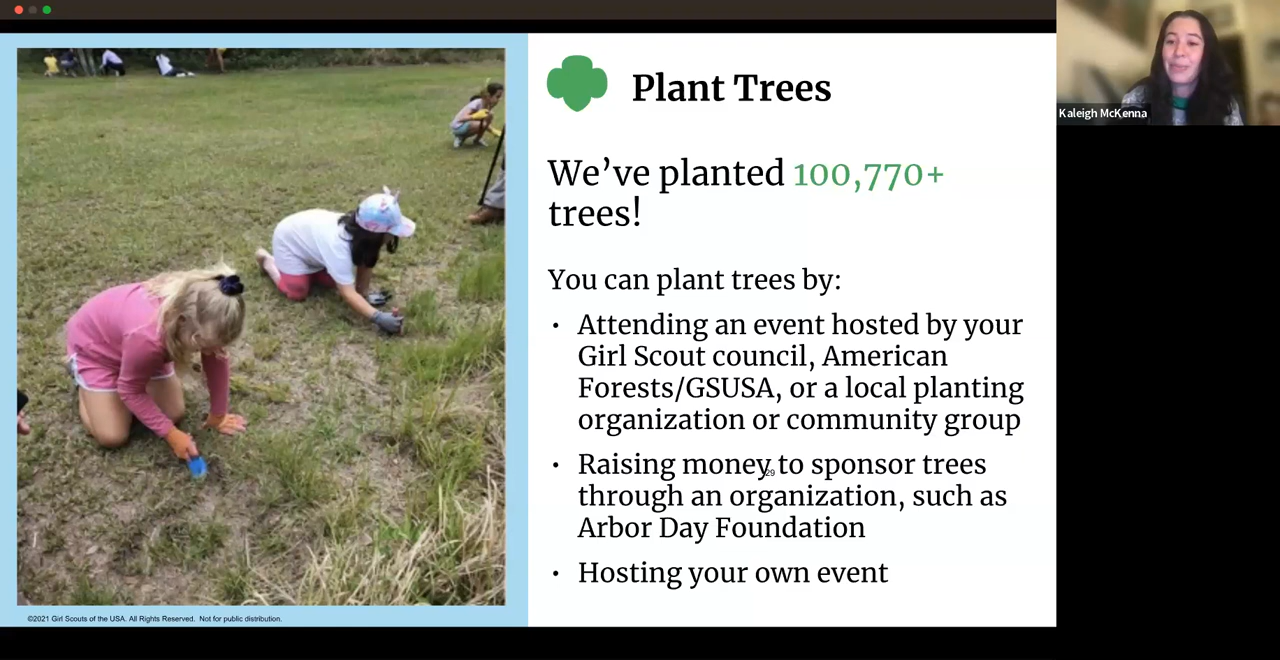 Plant Trees
Kaleigh McKenna
We’ve planted 100,770+
trees!
You can plant trees by:
• Attending an event hosted by your
Girl Scout council, American
Forests/GSUSA, or a local planting
organization or community group
• Raising money to sponsor trees
through an organization, such as
Arbor Day Foundation
29
• Hosting your own event
©2021 Girl Scouts of the USA. All Rights Reserved. Not for public distribution.